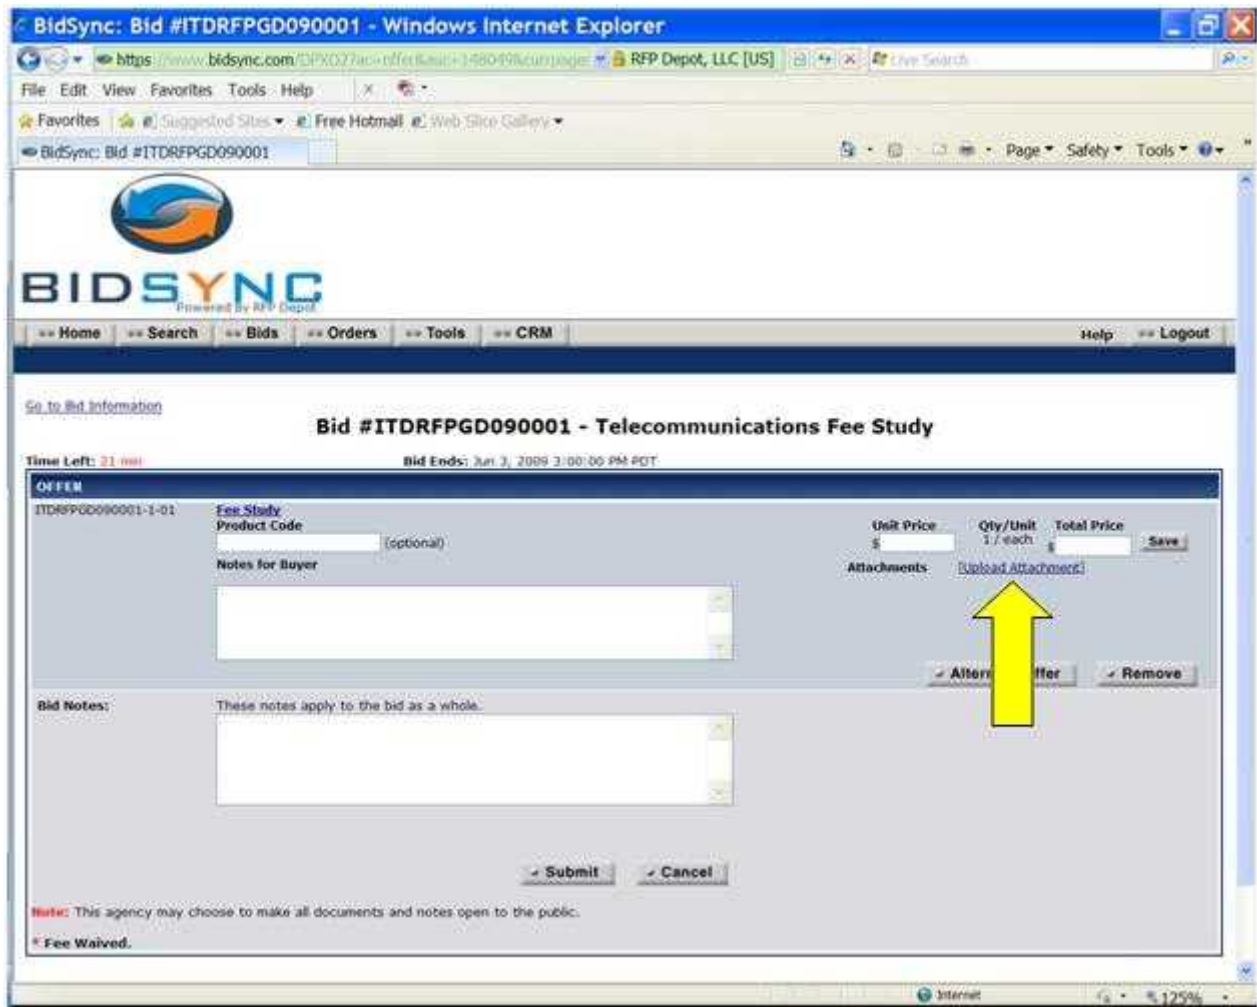 BidSync: Bid #ITDRFPGD090001 - Windows Internet Explorer
https://www.bidsync.com/ RFP Depot, LLC [US] Live Search
File Edit View Favorites Tools Help
Favorites Suggested Sites Free Hotmail Web Slice Gallery
BidSync: Bid #ITDRFPGD090001 Page Safety Tools
BIDSYNC
Powered by RFP Depot
Home Search Bids Orders Tools CRM Help Logout
Go to Bid Information
Bid #ITDRFPGD090001 - Telecommunications Fee Study
Time Left: 21 min Bid Ends: Jun 3, 2009 3:00:00 PM PDT
OFFER
ITDRFPGD090001-1-01 Fee Study
Product Code Unit Price Qty/Unit Total Price
(optional) $ 1 / each $ Save
Notes for Buyer Attachments [Upload Attachment]
Remove
Bid Notes: These notes apply to the bid as a whole.
Submit Cancel
Note: This agency may choose to make all documents and notes open to the public.
* Fee Waived.
Internet 125%